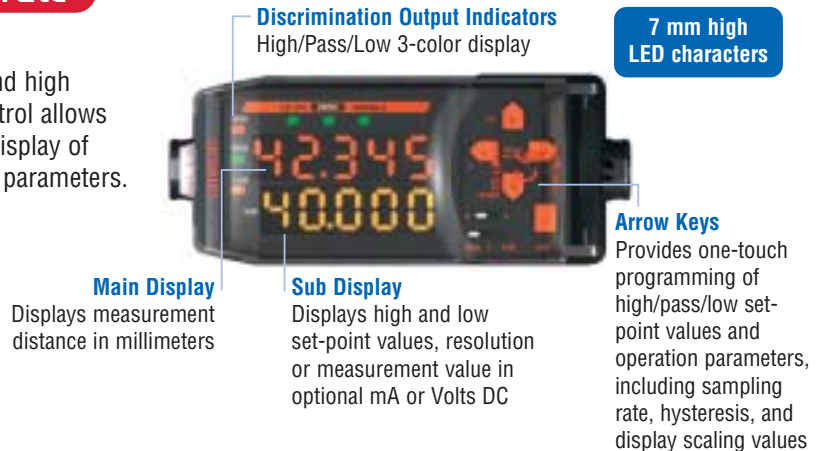 Discrimination Output Indicators
High/Pass/Low 3-color display
7 mm high
LED characters
nd high
trol allows
isplay of
parameters.
42.345
40.000
Main Display
Displays measurement
distance in millimeters
Sub Display
Displays high and low
set-point values, resolution
or measurement value in
optional mA or Volts DC
Arrow Keys
Provides one-touch
programming of
high/pass/low set-
point values and
operation parameters,
including sampling
rate, hysteresis, and
display scaling values